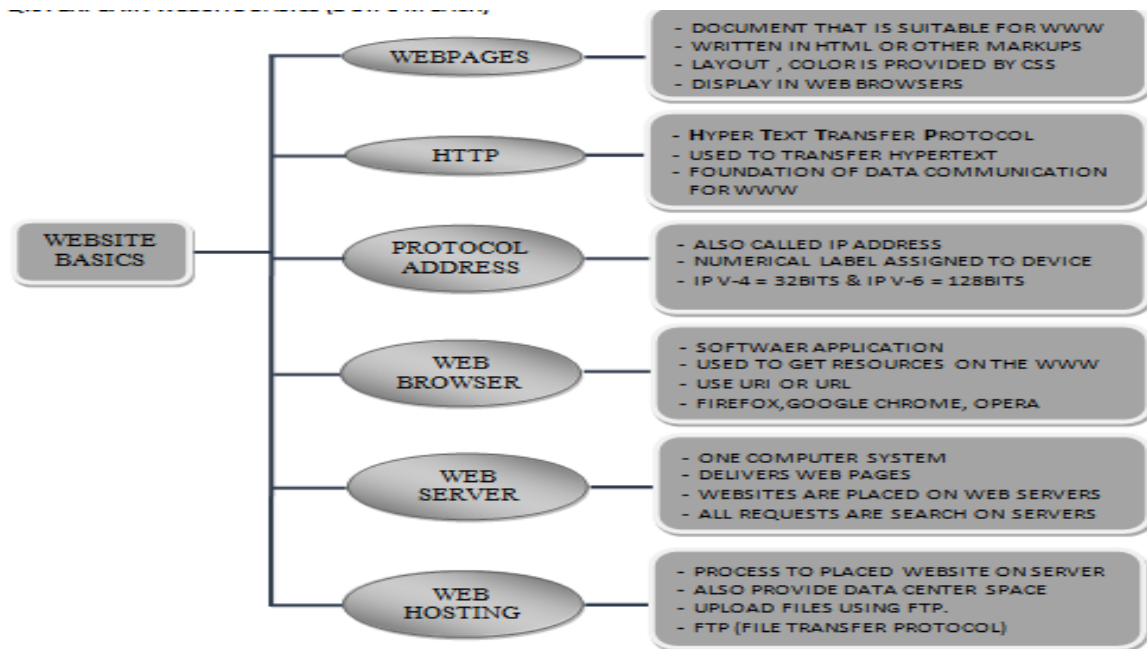 WEBSITE
BASICS
WEBPAGES
- DOCUMENT THAT IS SUITABLE FOR WWW
- WRITTEN IN HTML OR OTHER MARKUPS
- LAYOUT , COLOR IS PROVIDED BY CSS
- DISPLAY IN WEB BROWSERS
HTTP
- HYPER TEXT TRANSFER PROTOCOL
- USED TO TRANSFER HYPERTEXT
- FOUNDATION OF DATA COMMUNICATION
FOR WWW
PROTOCOL
ADDRESS
- ALSO CALLED IP ADDRESS
- NUMERICAL LABEL ASSIGNED TO DEVICE
- IP V-4 = 32BITS & IP V-6 = 128BITS
WEB
BROWSER
- SOFTWAER APPLICATION
- USED TO GET RESOURCES ON THE WWW
- USE URI OR URL
- FIREFOX,GOOGLE CHROME, OPERA
WEB
SERVER
- ONE COMPUTER SYSTEM
- DELIVERS WEB PAGES
- WEBSITES ARE PLACED ON WEB SERVERS
- ALL REQUESTS ARE SEARCH ON SERVERS
WEB
HOSTING
- PROCESS TO PLACED WEBSITE ON SERVER
- ALSO PROVIDE DATA CENTER SPACE
- UPLOAD FILES USING FTP.
- FTP (FILE TRANSFER PROTOCOL)